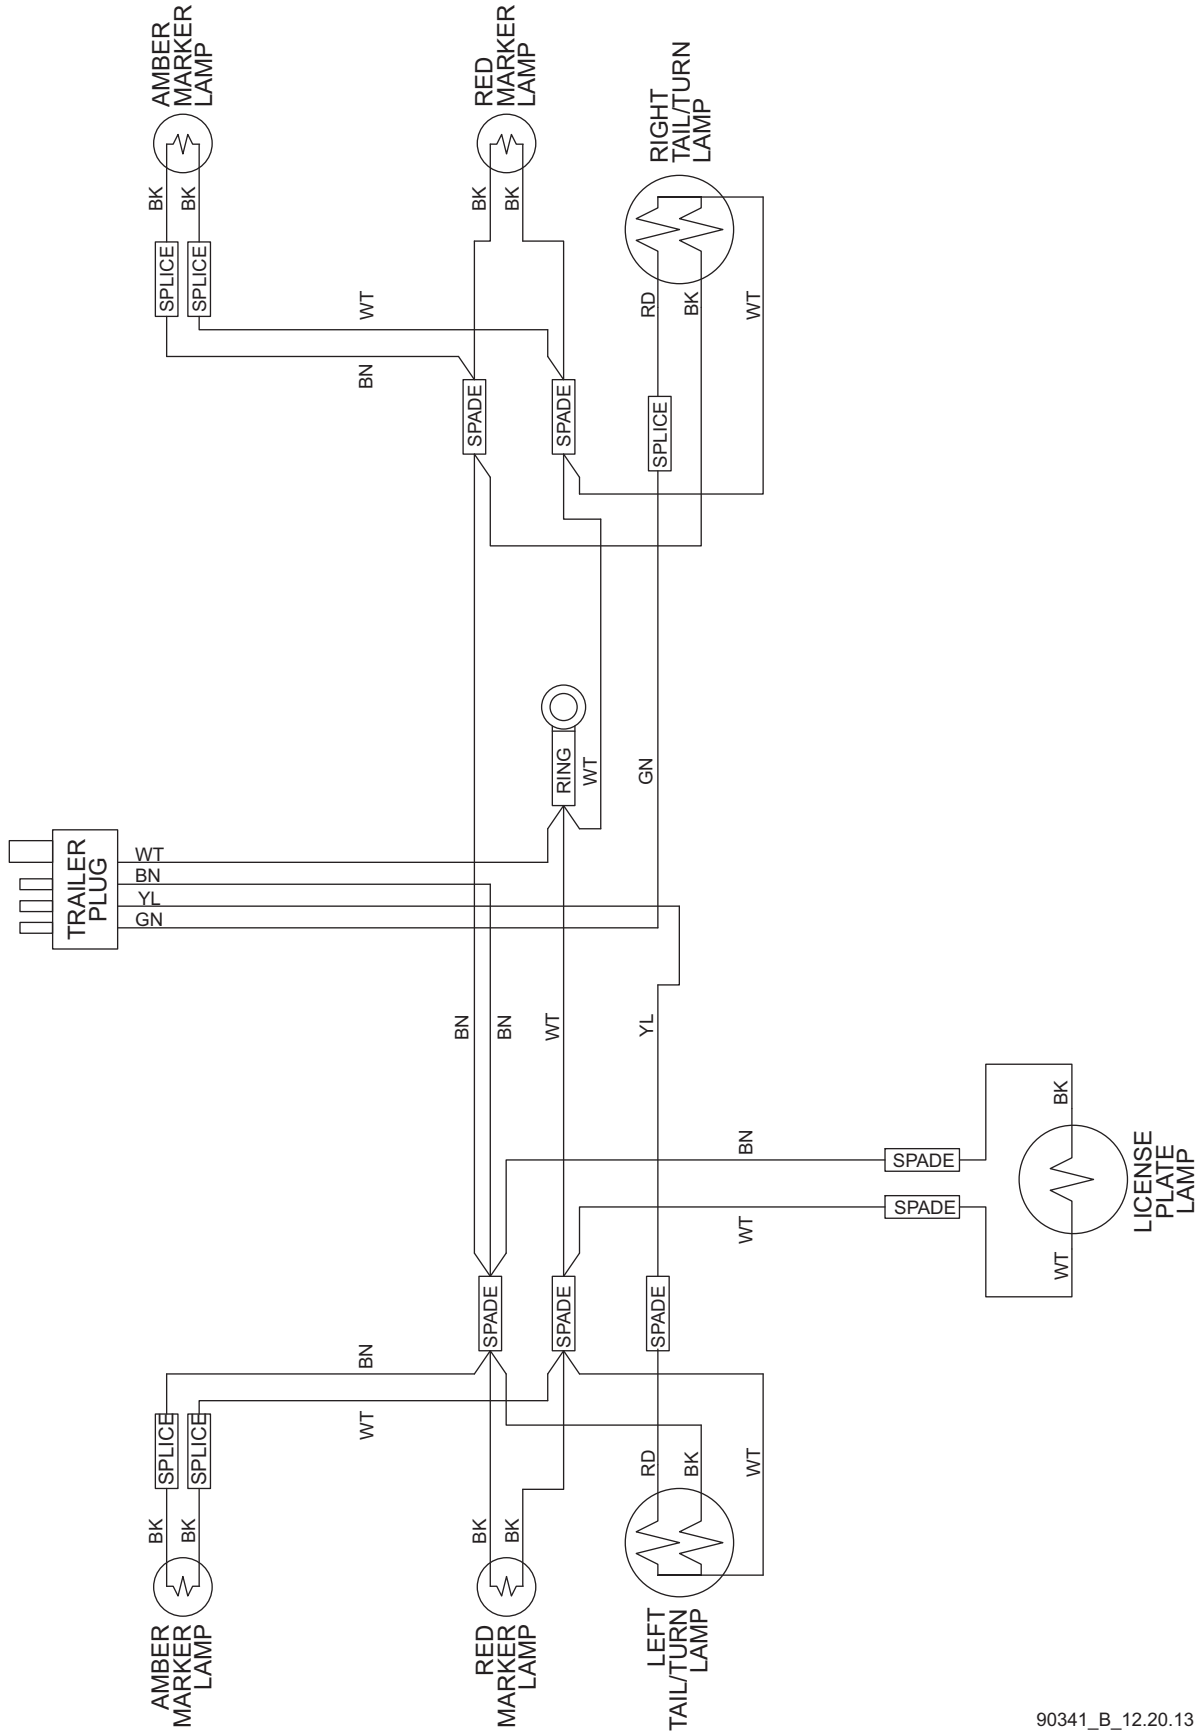 AMBER
MARKER
LAMP
RED
MARKER
LAMP
RIGHT
TAIL/TURN
LAMP
BK
BK
SPLICE
SPLICE
BK
BK
RD
BK
WT
WT
BN
SPADE
SPADE
SPLICE
RING
WT
GN
TRAILER
PLUG
WT
BN
YL
GN
BN
BN
WT
YL
BN
WT
SPADE
SPADE
BK
WT
LICENSE
PLATE
LAMP
SPADE
SPADE
SPADE
BN
WT
SPLICE
SPLICE
BK
BK
BK
BK
RD
BK
WT
AMBER
MARKER
LAMP
RED
MARKER
LAMP
LEFT
TAIL/TURN
LAMP
90341_B_12.20.13